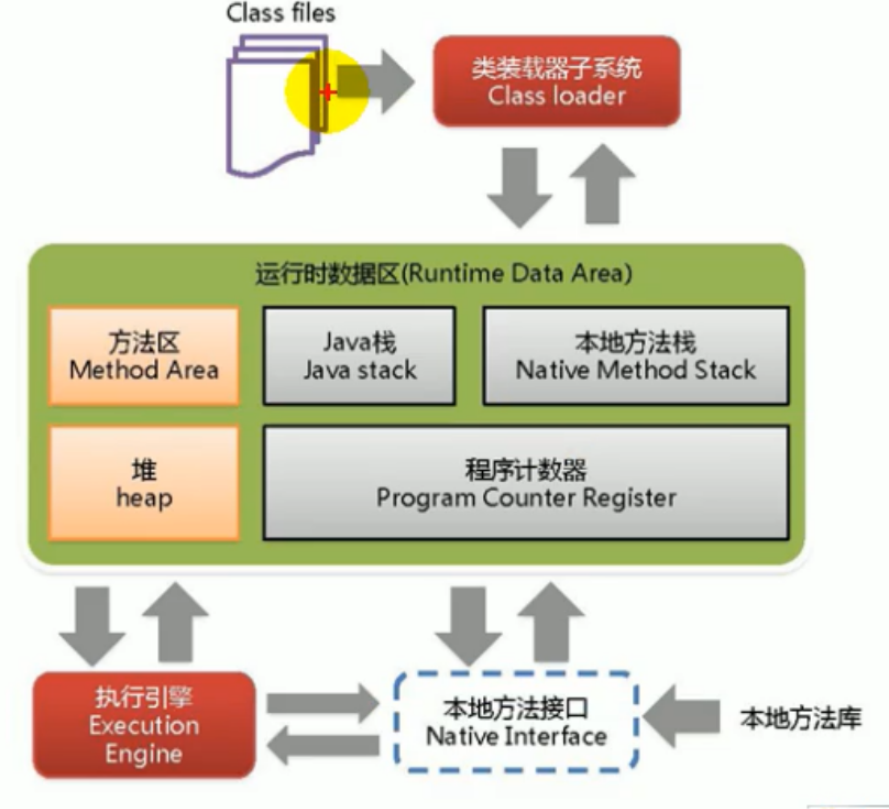 Class files
类装载器子系统
Class loader
运行时数据区(Runtime Data Area)
方法区
Method Area
Java栈
Java stack
本地方法栈
Native Method Stack
堆
heap
程序计数器
Program Counter Register
执行引擎
Execution
Engine
本地方法接口
Native Interface
本地方法库